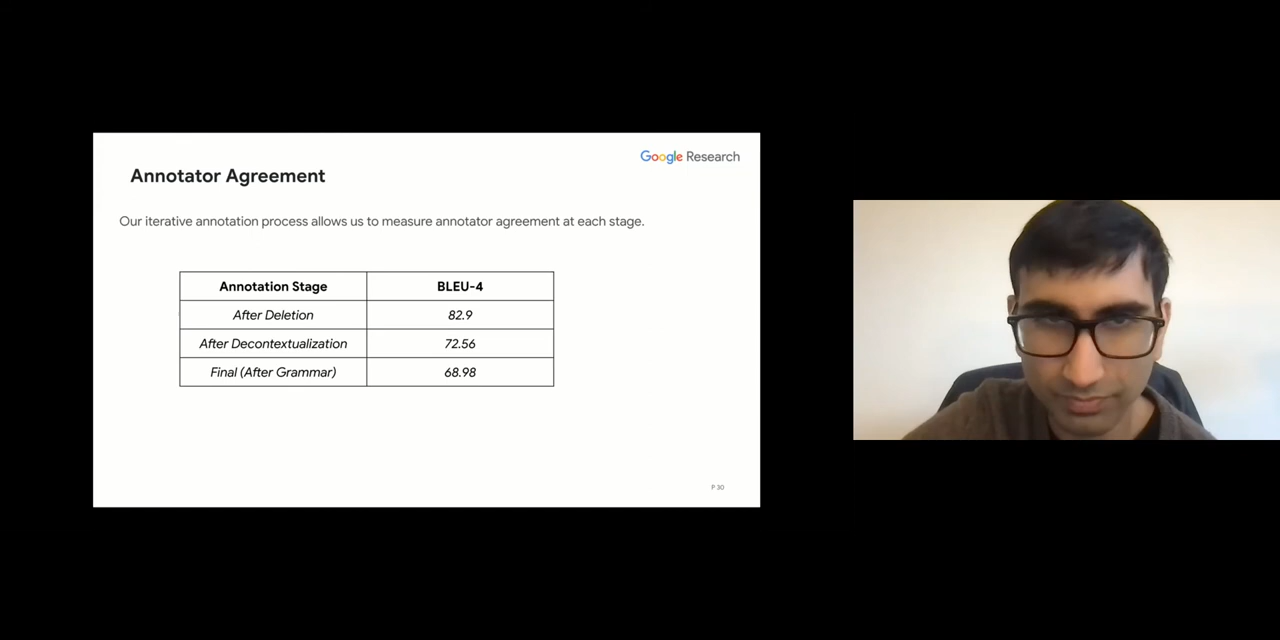 Google Research
Annotator Agreement
Our iterative annotation process allows us to measure annotator agreement at each stage.
Annotation Stage BLEU-4
After Deletion 82.9
After Decontextualization 72.56
Final (After Grammar) 68.98
P 30